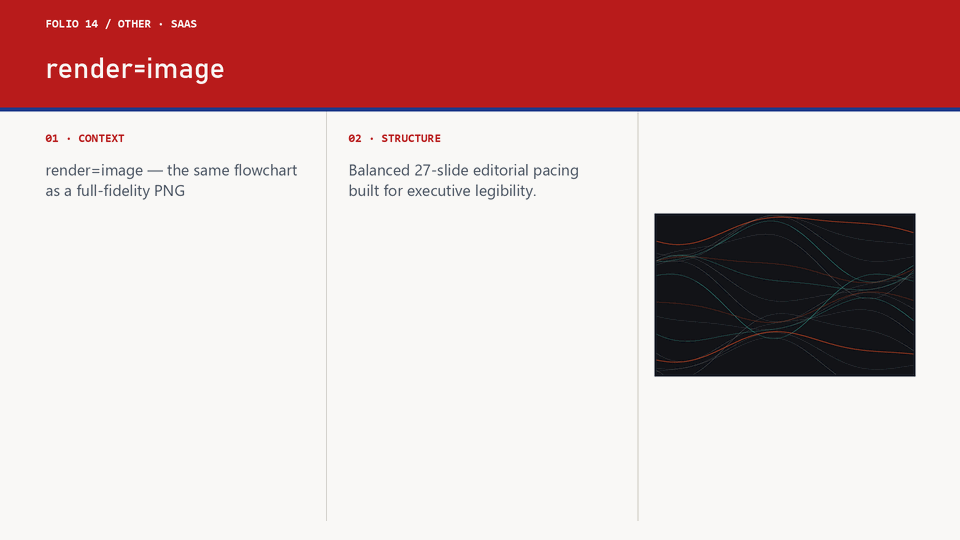 FOLIO 14 / OTHER · SAAS
render=image
01 · CONTEXT
render=image — the same flowchart
as a full-fidelity PNG
02 · STRUCTURE
Balanced 27-slide editorial pacing
built for executive legibility.